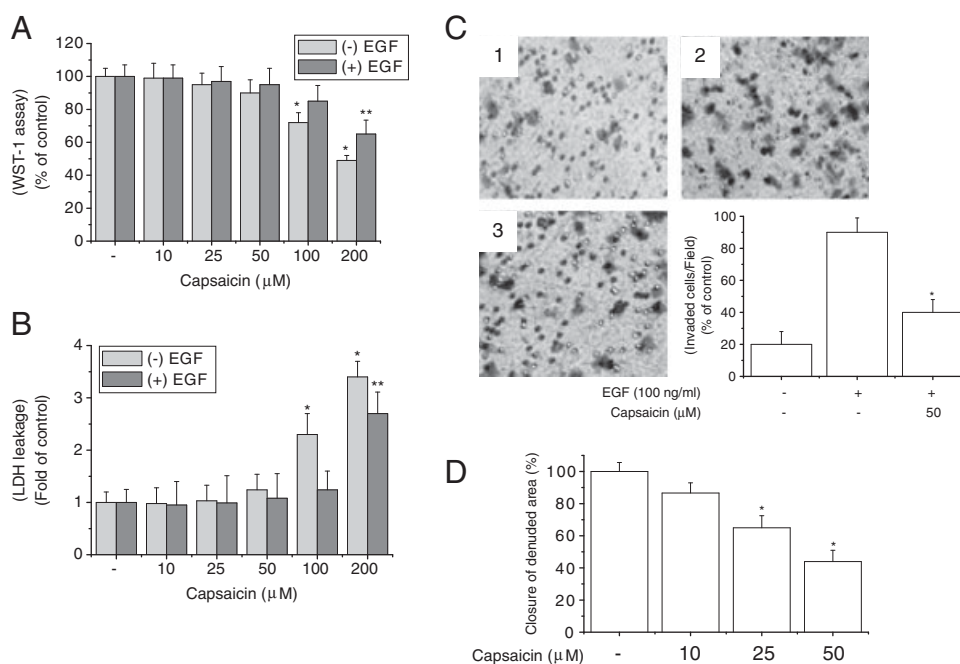 A
(WST-1 assay)
(% of control)
120
100
80
60
40
20
0
(-) EGF
(+) EGF
*
*
**
- 10 25 50 100 200
Capsaicin (μM)
B
(LDH leakage)
(Fold of control)
4
2
1
0
(-) EGF
(+) EGF
*
*
**
- 10 25 50 100 200
Capsaicin (μM)
C
1
2
3
(Invaded cells/Field)
(% of control)
100
80
60
40
20
0
*
EGF (100 ng/ml) - + +
Capsaicin (μM) - - 50
D
Closure of denuded area (%)
100
80
60
40
20
0
*
*
- 10 25 50
Capsaicin (μM)